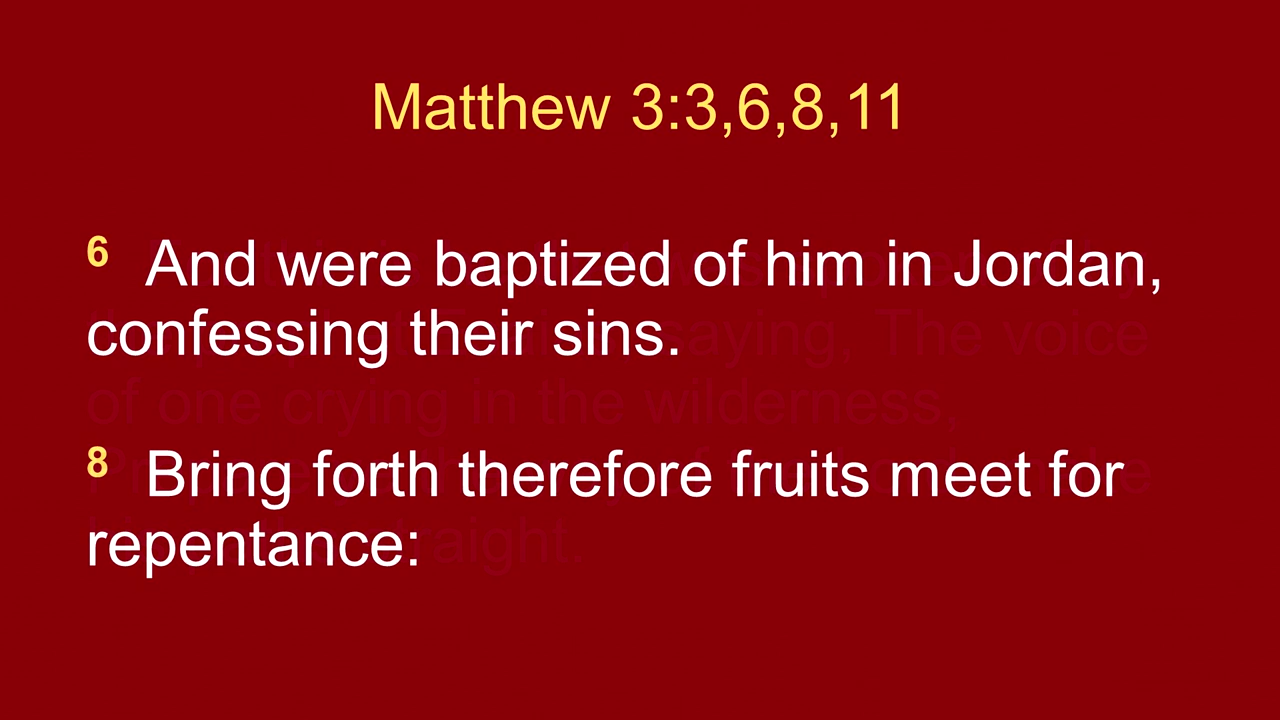 Matthew 3:3,6,8,11
6 And were baptized of him in Jordan,
confessing their sins.
8 Bring forth therefore fruits meet for
repentance: